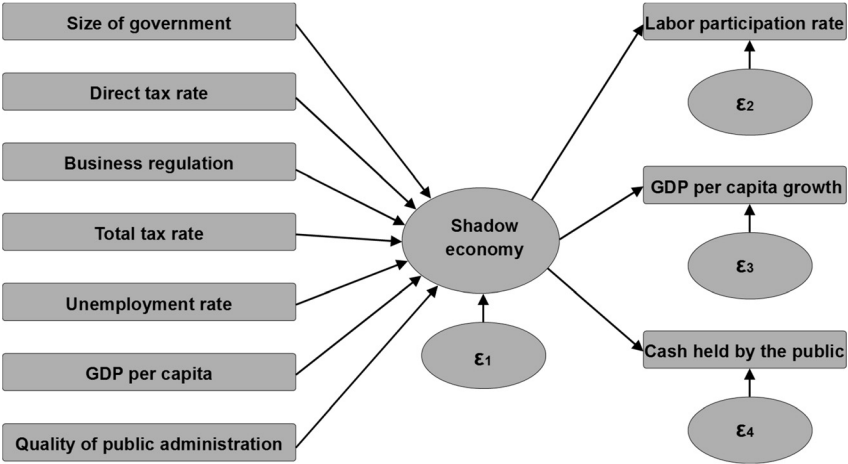 Size of government
Direct tax rate
Business regulation
Total tax rate
Unemployment rate
GDP per capita
Quality of public administration
Shadow
economy
ε1
Labor participation rate
ε2
GDP per capita growth
ε3
Cash held by the public
ε4